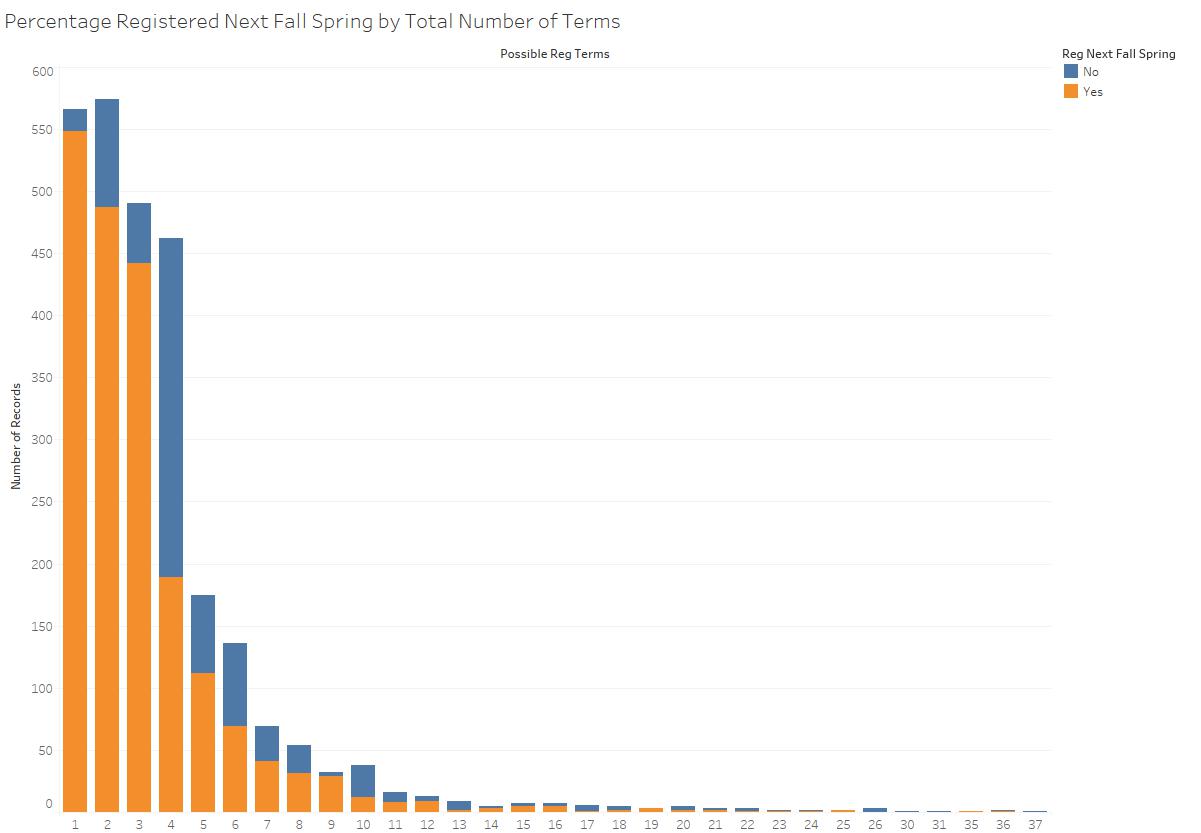 Percentage Registered Next Fall Spring by Total Number of Terms
Possible Reg Terms
Reg Next Fall Spring
No
Yes
600
550
500
450
400
350
300
250
200
150
100
50
0
Number of Records
1 2 3 4 5 6 7 8 9 10 11 12 13 14 15 16 17 18 19 20 21 22 23 24 25 26 30 31 35 36 37